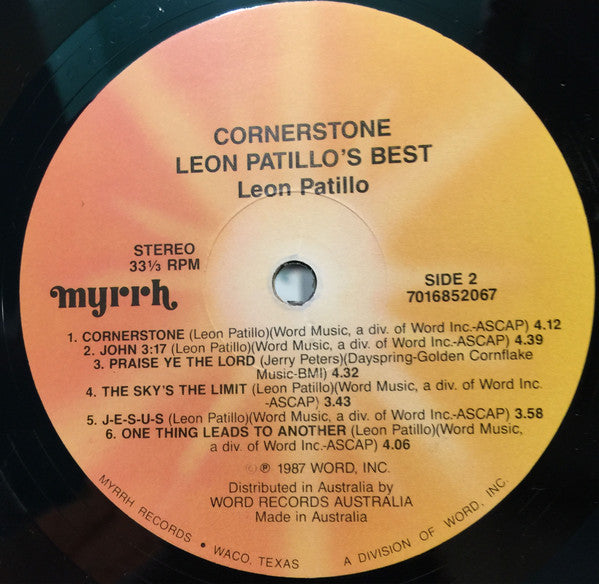 CORNERSTONE
LEON PATILLO'S BEST
Leon Patillo
STEREO
33⅓ RPM
myrrh
SIDE 2
7016852067
1. CORNERSTONE (Leon Patillo)(Word Music, a div. of Word Inc.-ASCAP) 4.12
2. JOHN 3:17 (Leon Patillo)(Word Music, a div. of Word Inc.-ASCAP) 4.39
3. PRAISE YE THE LORD (Jerry Peters)(Dayspring-Golden Cornflake
Music-BMI) 4.32
4. THE SKY'S THE LIMIT (Leon Patillo)(Word Music, a div. of Word Inc.
-ASCAP) 3.43
5. J-E-S-U-S (Leon Patillo)(Word Music, a div. of Word Inc.-ASCAP) 3.58
6. ONE THING LEADS TO ANOTHER (Leon Patillo)(Word Music,
a div. of Word Inc.-ASCAP) 4.06
©℗ 1987 WORD, INC.
Distributed in Australia by
WORD RECORDS AUSTRALIA
Made in Australia
MYRRH RECORDS • WACO, TEXAS A DIVISION OF WORD, INC.